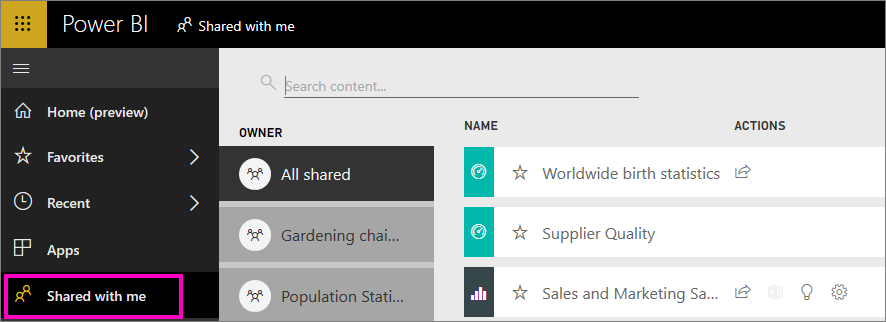 Power BI
Shared with me
Search content...
Home (preview)
Favorites
Recent
Apps
Shared with me
OWNER
All shared
Gardening chai...
Population Stati...
NAME ACTIONS
Worldwide birth statistics
Supplier Quality
Sales and Marketing Sa...